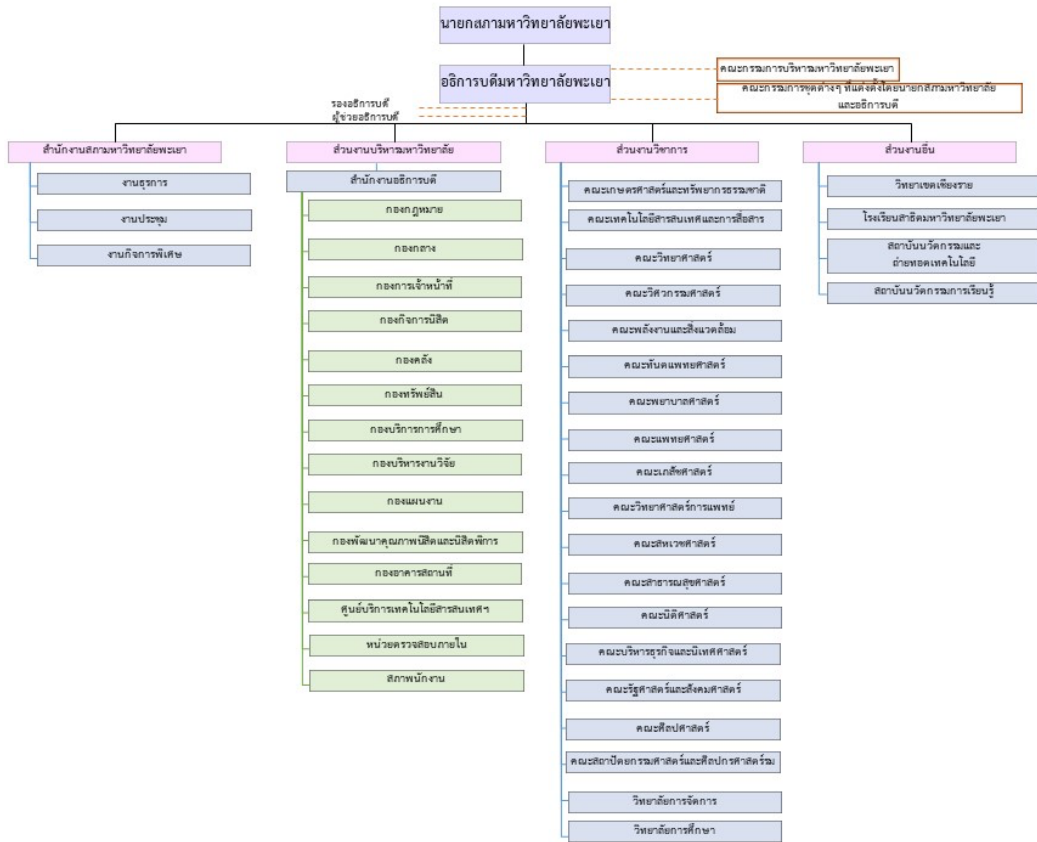 นายกสภามหาวิทยาลัยพะเยา
อธิการบดีมหาวิทยาลัยพะเยา
คณะกรรมการบริหารมหาวิทยาลัยพะเยา
คณะกรรมการชุดต่างๆ ที่แต่งตั้งโดยนายกสภามหาวิทยาลัย
และอธิการบดี
รองอธิการบดี
ผู้ช่วยอธิการบดี
สำนักงานสภามหาวิทยาลัยพะเยา
งานธุรการ
งานประชุม
งานกิจการพิเศษ
ส่วนงานบริหารมหาวิทยาลัย
สำนักงานอธิการบดี
กองกฎหมาย
กองกลาง
กองการเจ้าหน้าที่
กองกิจการนิสิต
กองคลัง
กองทรัพย์สิน
กองบริการการศึกษา
กองบริหารงานวิจัย
กองแผนงาน
กองพัฒนาคุณภาพนิสิตและนิสิตพิการ
กองอาคารสถานที่
ศูนย์บริการเทคโนโลยีสารสนเทศฯ
หน่วยตรวจสอบภายใน
สภาพนักงาน
ส่วนงานวิชาการ
คณะเกษตรศาสตร์และทรัพยากรธรรมชาติ
คณะเทคโนโลยีสารสนเทศและการสื่อสาร
คณะวิทยาศาสตร์
คณะวิศวกรรมศาสตร์
คณะพลังงานและสิ่งแวดล้อม
คณะทันตแพทยศาสตร์
คณะพยาบาลศาสตร์
คณะแพทยศาสตร์
คณะเภสัชศาสตร์
คณะวิทยาศาสตร์การแพทย์
คณะสหเวชศาสตร์
คณะสาธารณสุขศาสตร์
คณะนิติศาสตร์
คณะบริหารธุรกิจและนิเทศศาสตร์
คณะรัฐศาสตร์และสังคมศาสตร์
คณะศิลปศาสตร์
คณะสถาปัตยกรรมศาสตร์และศิลปกรศาสตร์รม
วิทยาลัยการจัดการ
วิทยาลัยการศึกษา
ส่วนงานอื่น
วิทยาเขตเชียงราย
โรงเรียนสาธิตมหาวิทยาลัยพะเยา
สถาบันนวัตกรรมและ
ถ่ายทอดเทคโนโลยี
สถาบันนวัตกรรมการเรียนรู้